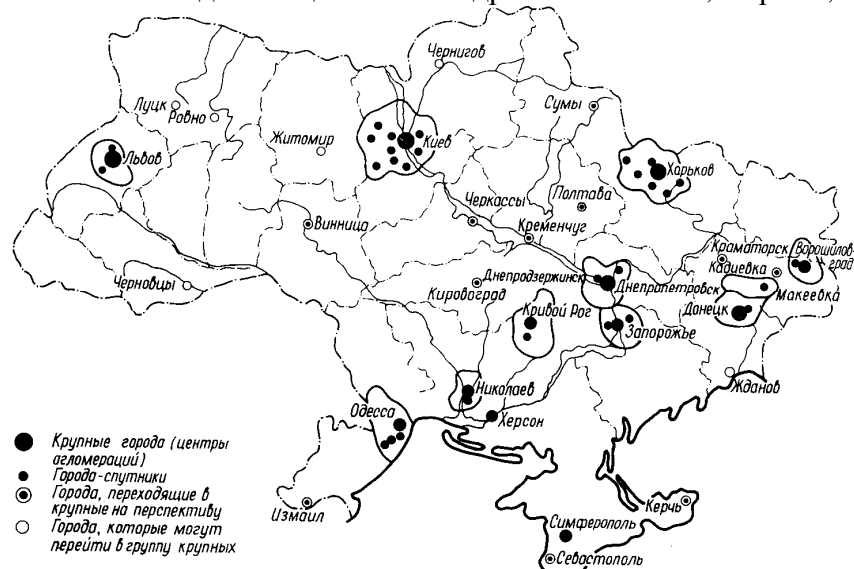 Чернигов
Луцк
Ровно
Сумы
Житомир
Киев
Львов
Харьков
Черкассы
Полтава
Винница
Кременчуг
Краматорск
Ворошилов-
град
Кадиевка
Днепродзержинск
Днепропетровск
Черновцы
Кировоград
Макеевка
Кривой Рог
Донецк
Запорожье
Жданов
Николаев
Одесса
Херсон
Крупные города (центры
агломераций)
Города-спутники
Города, переходящие в
крупные на перспективу
Города, которые могут
перейти в группу крупных
Измаил
Керчь
Симферополь
Севастополь